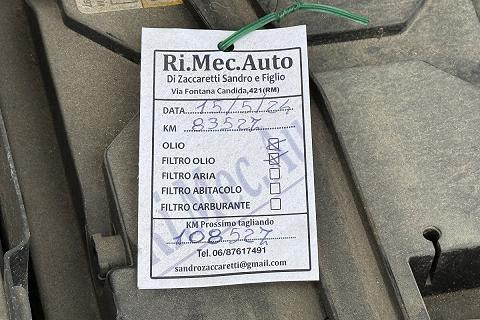 Ri.Mec.Auto
Di Zaccaretti Sandro e Figlio
Via Fontana Candida,421(RM)
DATA 15/5/24
KM 83527
OLIO
FILTRO OLIO
FILTRO ARIA
FILTRO ABITACOLO
FILTRO CARBURANTE
KM Prossimo tagliando
108527
Tel. 06/87617491
sandrozaccaretti@gmail.com